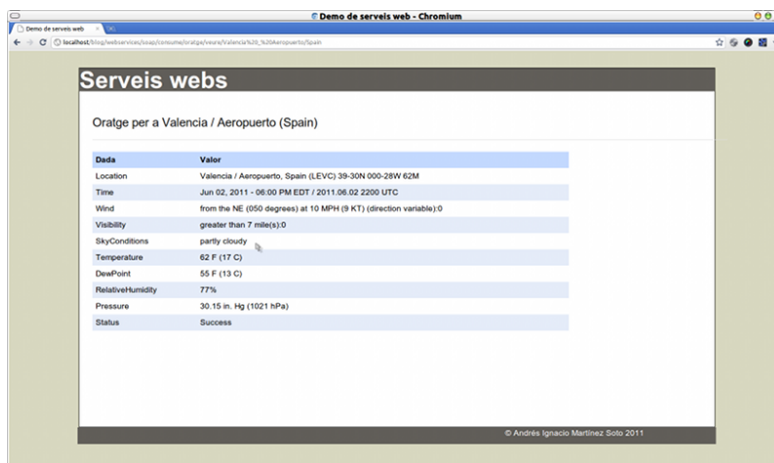 Demo de serveis web - Chromium
Demo de serveis web
localhost/blog/webservices/soap/consume/oratge/veure/Valencia%20_%20Aeropuerto/Spain
Serveis webs
Oratge per a Valencia / Aeropuerto (Spain)
Dada Valor
Location Valencia / Aeropuerto, Spain (LEVC) 39-30N 000-28W 62M
Time Jun 02, 2011 - 06:00 PM EDT / 2011.06.02 2200 UTC
Wind from the NE (050 degrees) at 10 MPH (9 KT) (direction variable):0
Visibility greater than 7 mile(s):0
SkyConditions partly cloudy
Temperature 62 F (17 C)
DewPoint 55 F (13 C)
RelativeHumidity 77%
Pressure 30.15 in. Hg (1021 hPa)
Status Success
© Andrés Ignacio Martínez Soto 2011